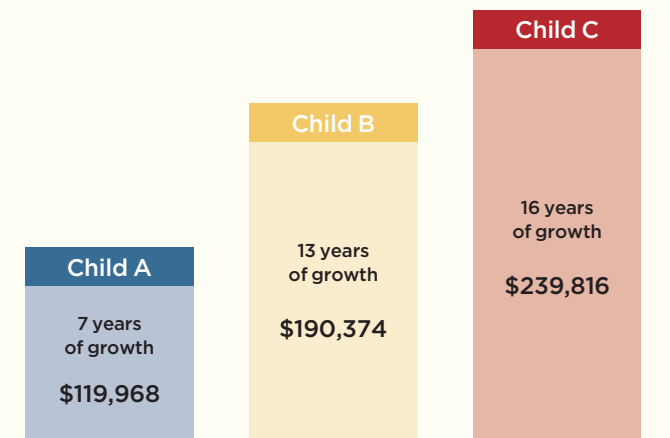 Child A
7 years
of growth
$119,968
Child B
13 years
of growth
$190,374
Child C
16 years
of growth
$239,816